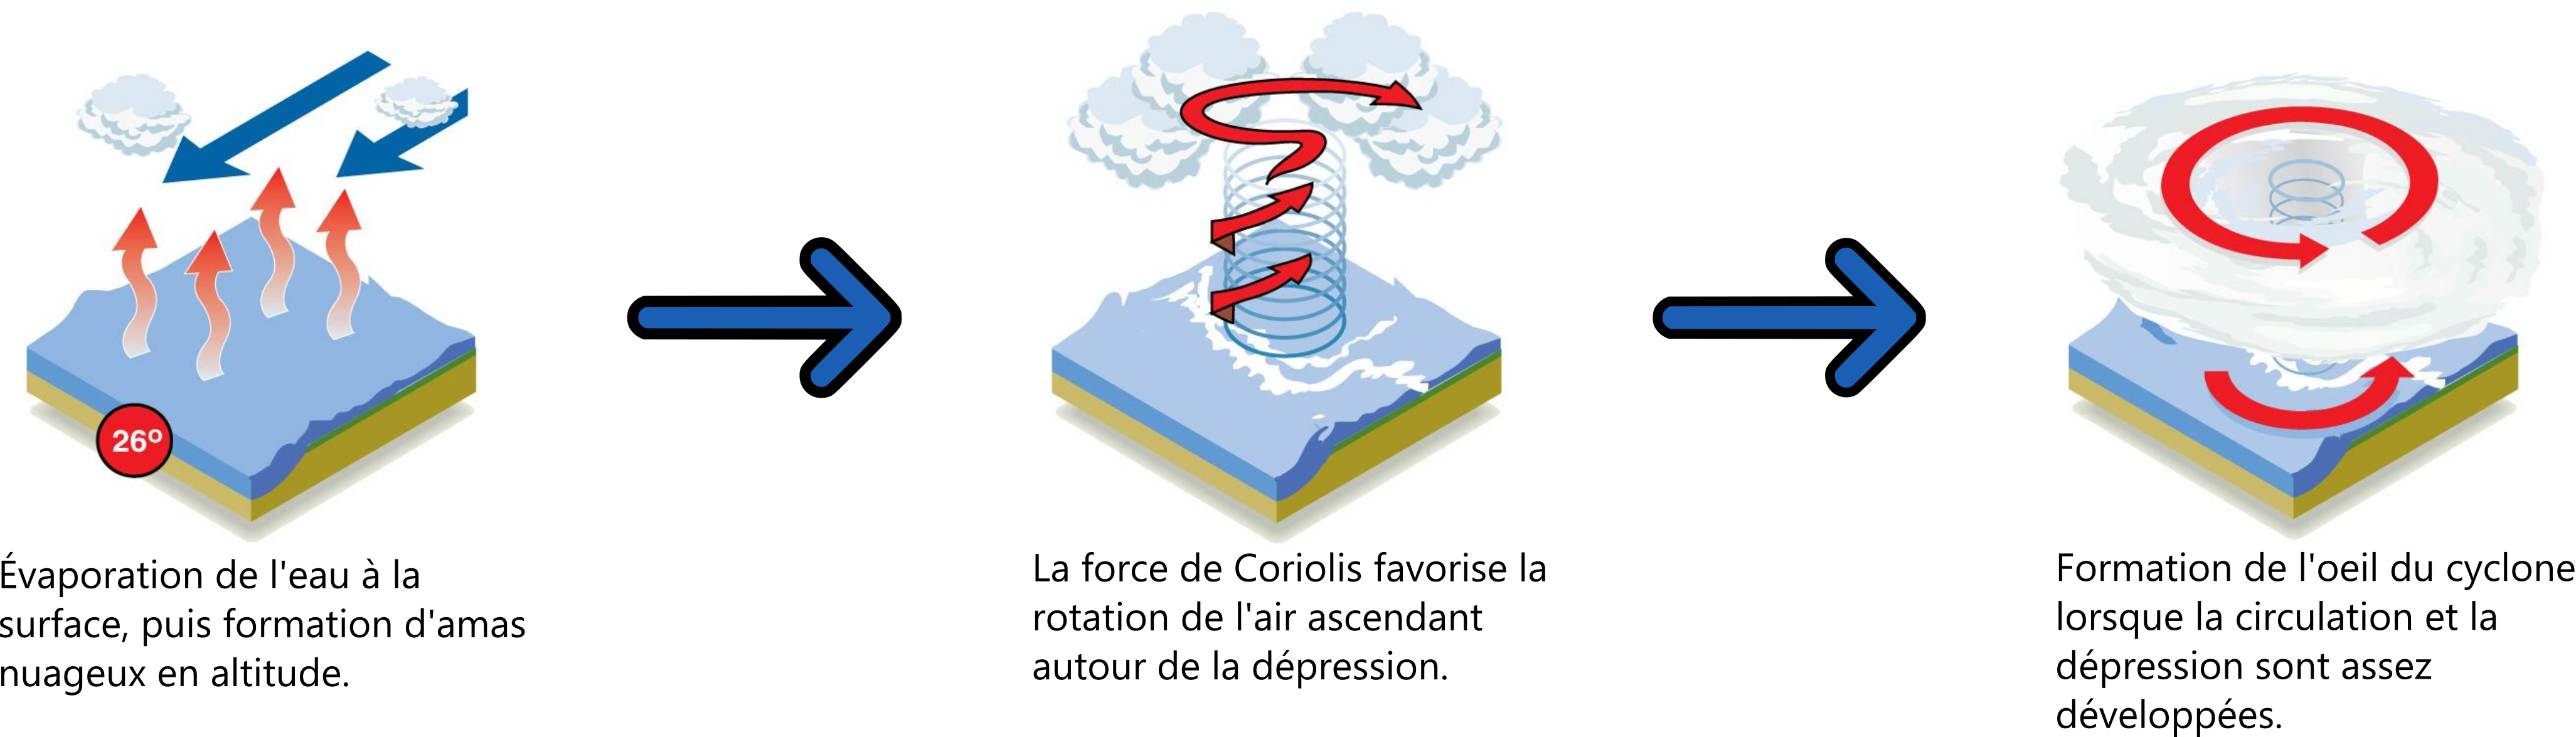 26º
Évaporation de l'eau à la
surface, puis formation d'amas
nuageux en altitude.
La force de Coriolis favorise la
rotation de l'air ascendant
autour de la dépression.
Formation de l'oeil du cyclone
lorsque la circulation et la
dépression sont assez
développées.